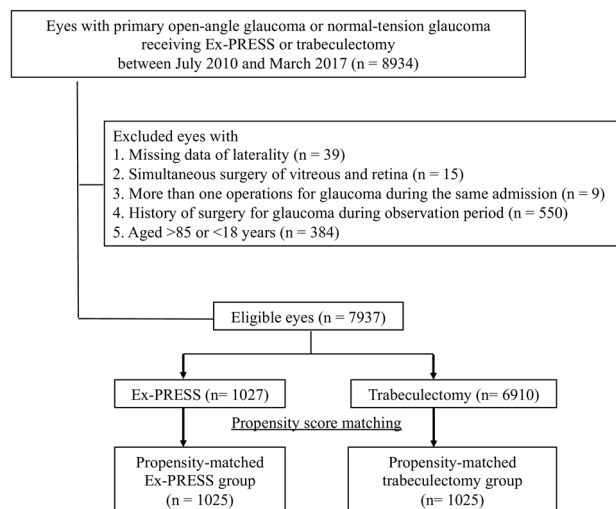 Eyes with primary open-angle glaucoma or normal-tension glaucoma
receiving Ex-PRESS or trabeculectomy
between July 2010 and March 2017 (n = 8934)
Excluded eyes with
1. Missing data of laterality (n = 39)
2. Simultaneous surgery of vitreous and retina (n = 15)
3. More than one operations for glaucoma during the same admission (n = 9)
4. History of surgery for glaucoma during observation period (n = 550)
5. Aged >85 or <18 years (n = 384)
Eligible eyes (n = 7937)
Ex-PRESS (n= 1027)
Trabeculectomy (n= 6910)
Propensity score matching
Propensity-matched
Ex-PRESS group
(n = 1025)
Propensity-matched
trabeculectomy group
(n=1025)